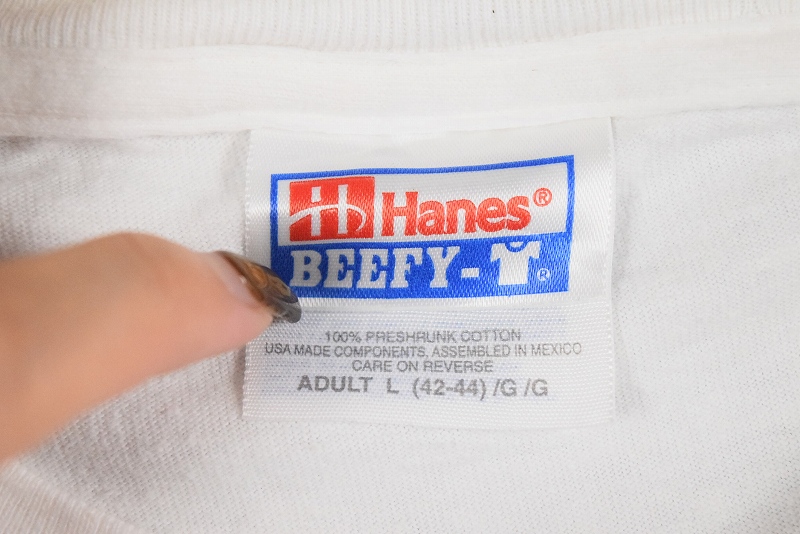 H Hanes®
BEEFY-®
100% PRESHRUNK COTTON
USA MADE COMPONENTS, ASSEMBLED IN MEXICO
CARE ON REVERSE
ADULT L (42-44) /G /G